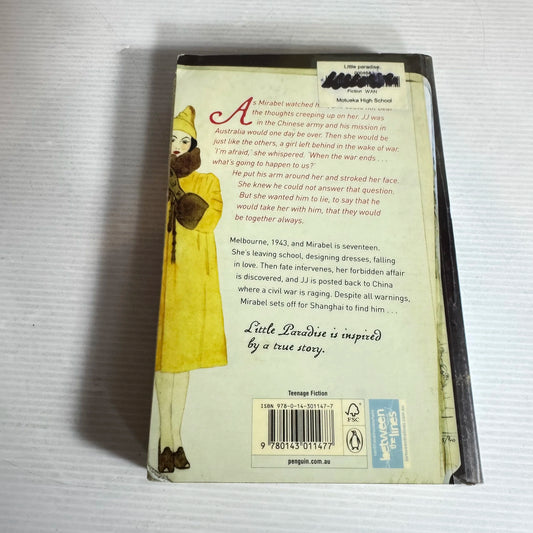 Little paradise.
Fiction WAN
Motueka High School
As Mirabel watched
the thoughts creeping up on her. JJ was
in the Chinese army and his mission in
Australia would one day be over. Then she would be
just like the others, a girl left behind in the wake of war.
'I'm afraid,' she whispered. 'When the war ends . . .
what's going to happen to us?'
He put his arm around her and stroked her face.
She knew he could not answer that question.
But she wanted him to lie, to say that he
would take her with him, that they would
be together always.
Melbourne, 1943, and Mirabel is seventeen.
She's leaving school, designing dresses, falling
in love. Then fate intervenes, her forbidden affair
is discovered, and JJ is posted back to China
where a civil war is raging. Despite all warnings,
Mirabel sets off for Shanghai to find him . . .
Little Paradise is inspired
by a true story.
Teenage Fiction
ISBN 978-0-14-301147-7
9 780143 011477
FSC
between
the lines
penguin.com.au